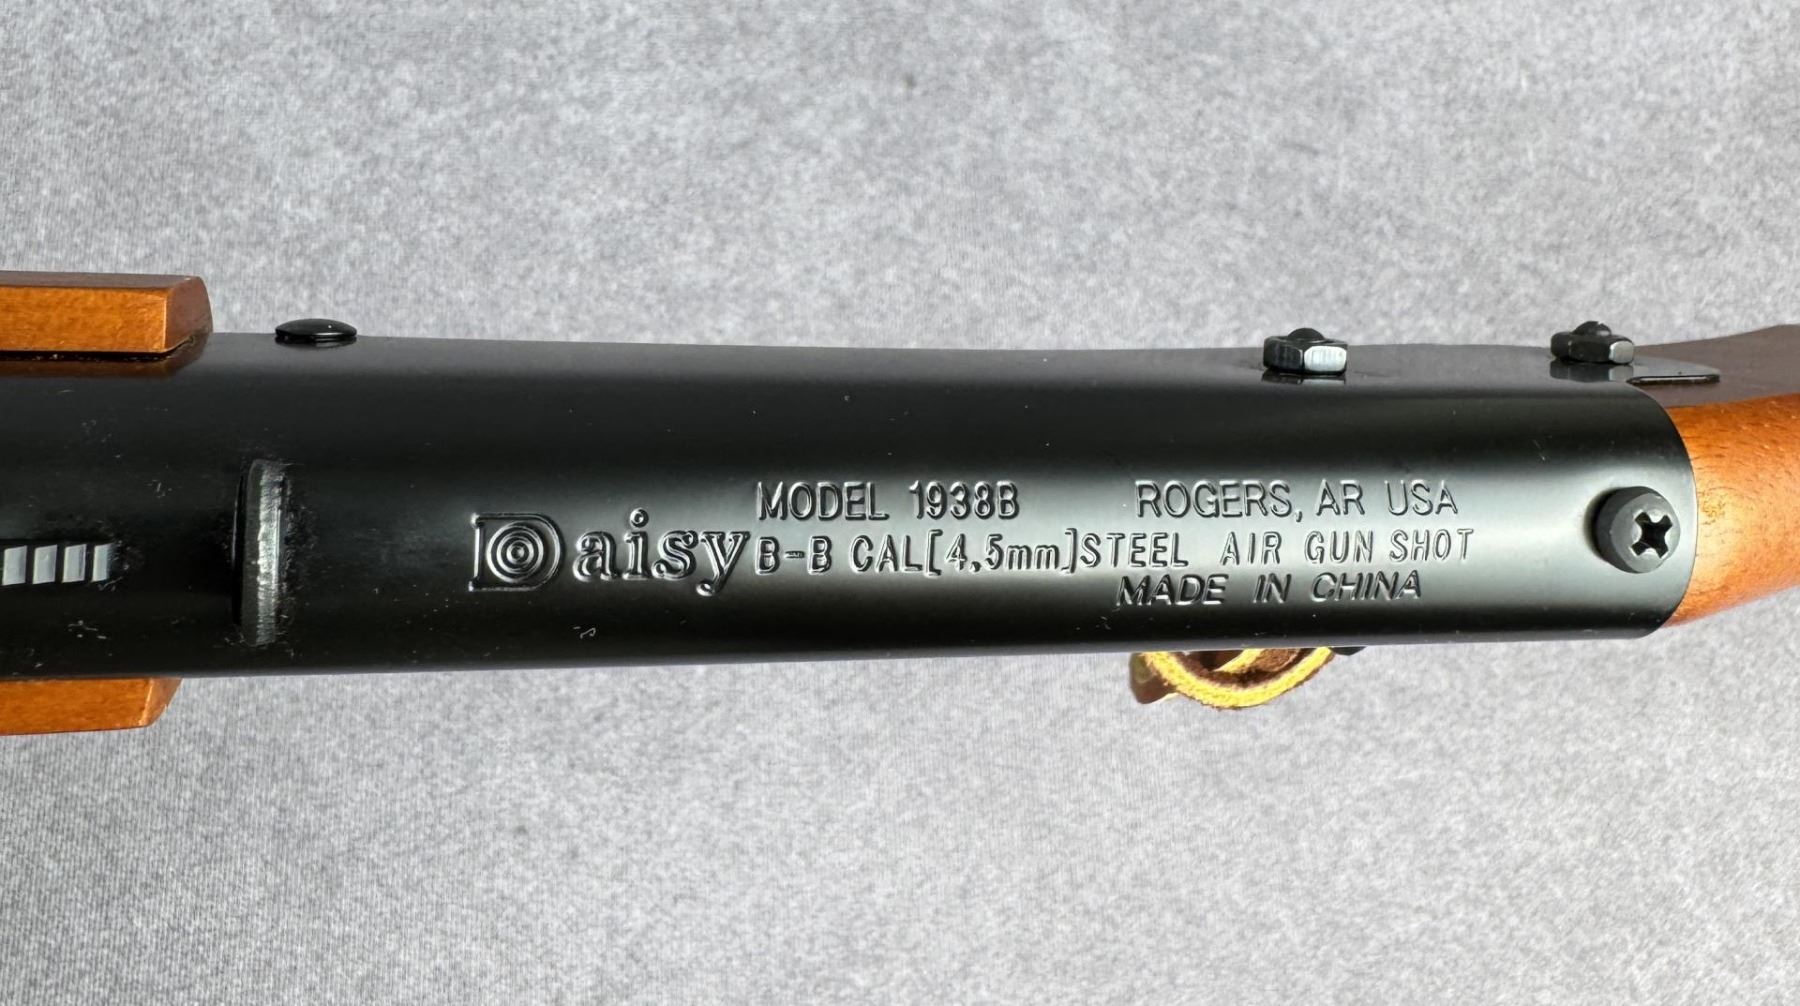 Daisy
MODEL 1938B ROGERS, AR USA
B-B CAL[4.5mm]STEEL AIR GUN SHOT
MADE IN CHINA